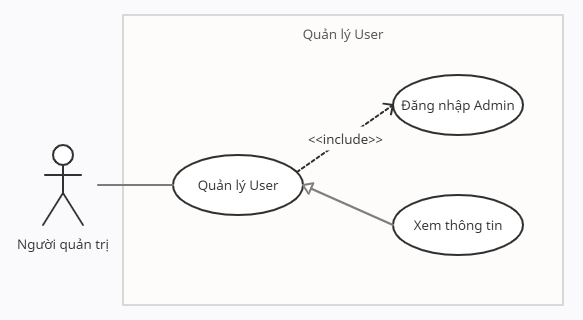 Quản lý User
Đăng nhập Admin
<<include>>
Quản lý User
Xem thông tin
Người quản trị